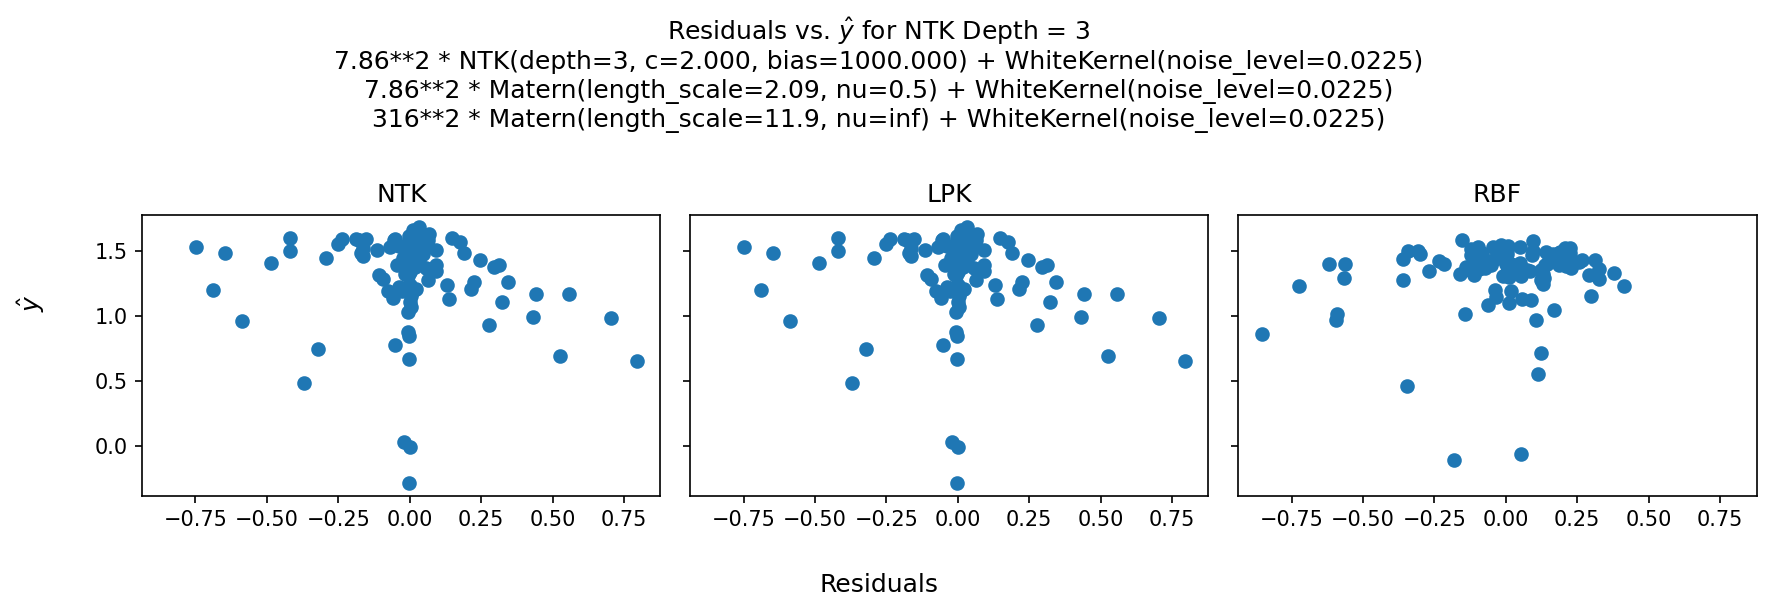 Residuals vs. ŷ for NTK Depth = 3
7.86**2 * NTK(depth=3, c=2.000, bias=1000.000) + WhiteKernel(noise_level=0.0225)
7.86**2 * Matern(length_scale=2.09, nu=0.5) + WhiteKernel(noise_level=0.0225)
316**2 * Matern(length_scale=11.9, nu=inf) + WhiteKernel(noise_level=0.0225)
NTK LPK RBF
ŷ
1.5
1.0
0.5
0.0
−0.75 −0.50 −0.25 0.00 0.25 0.50 0.75 −0.75 −0.50 −0.25 0.00 0.25 0.50 0.75 −0.75 −0.50 −0.25 0.00 0.25 0.50 0.75
Residuals